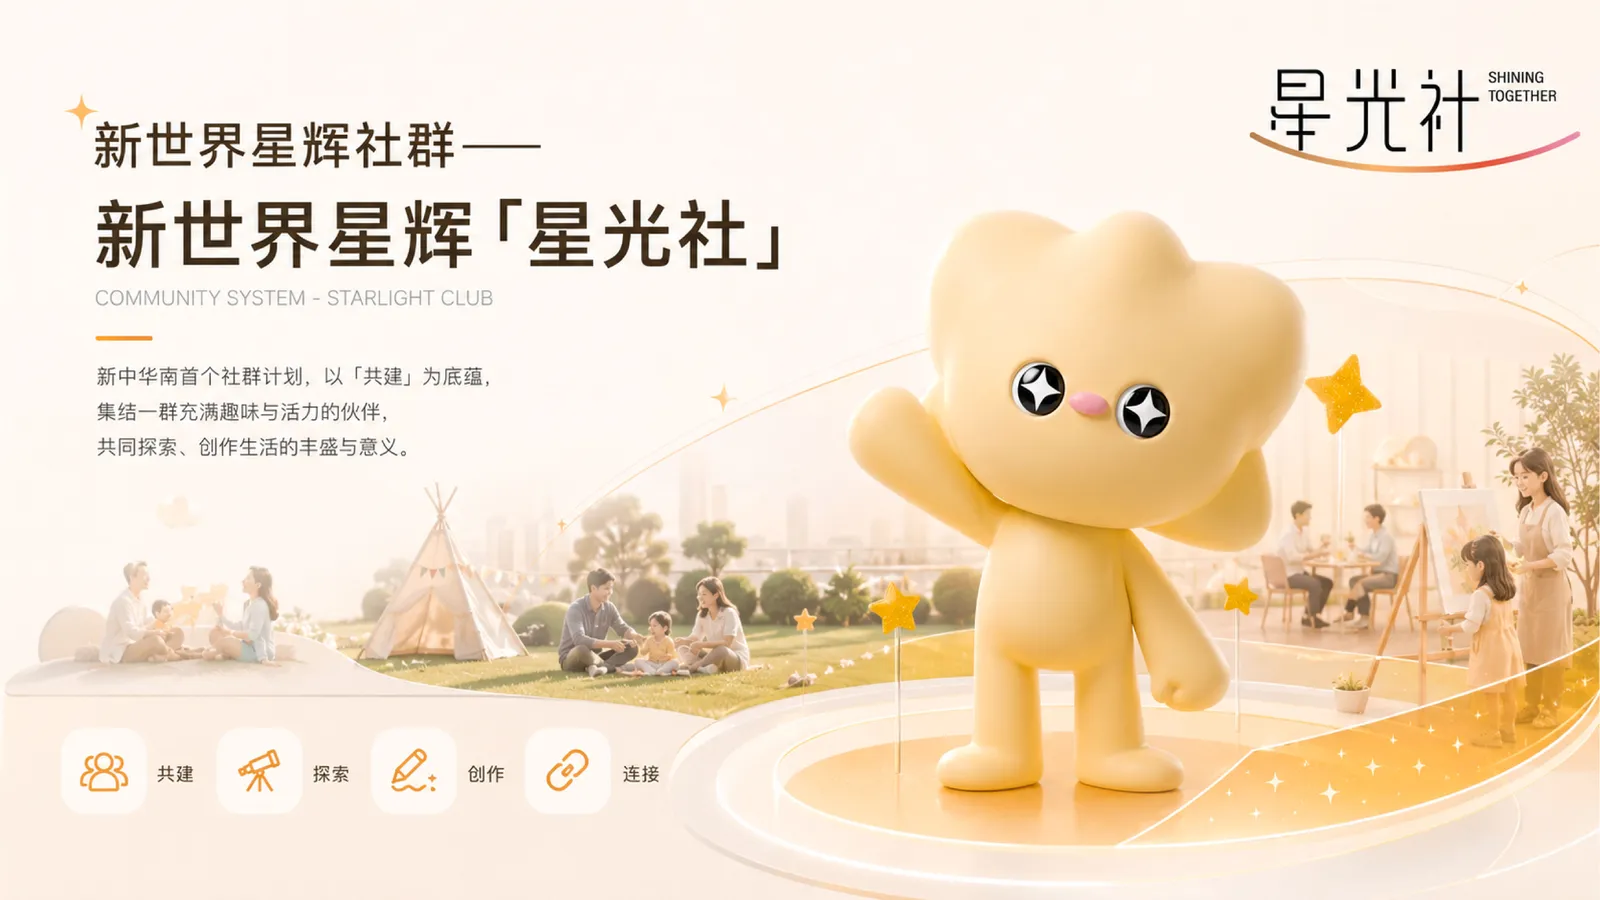 新世界星辉社群——
新世界星辉「星光社」
COMMUNITY SYSTEM - STARLIGHT CLUB
新中华南首个社群计划，以「共建」为底蕴，
集结一群充满趣味与活力的伙伴，
共同探索、创作生活的丰盛与意义。
共建
探索
创作
连接
星光社
SHINING
TOGETHER